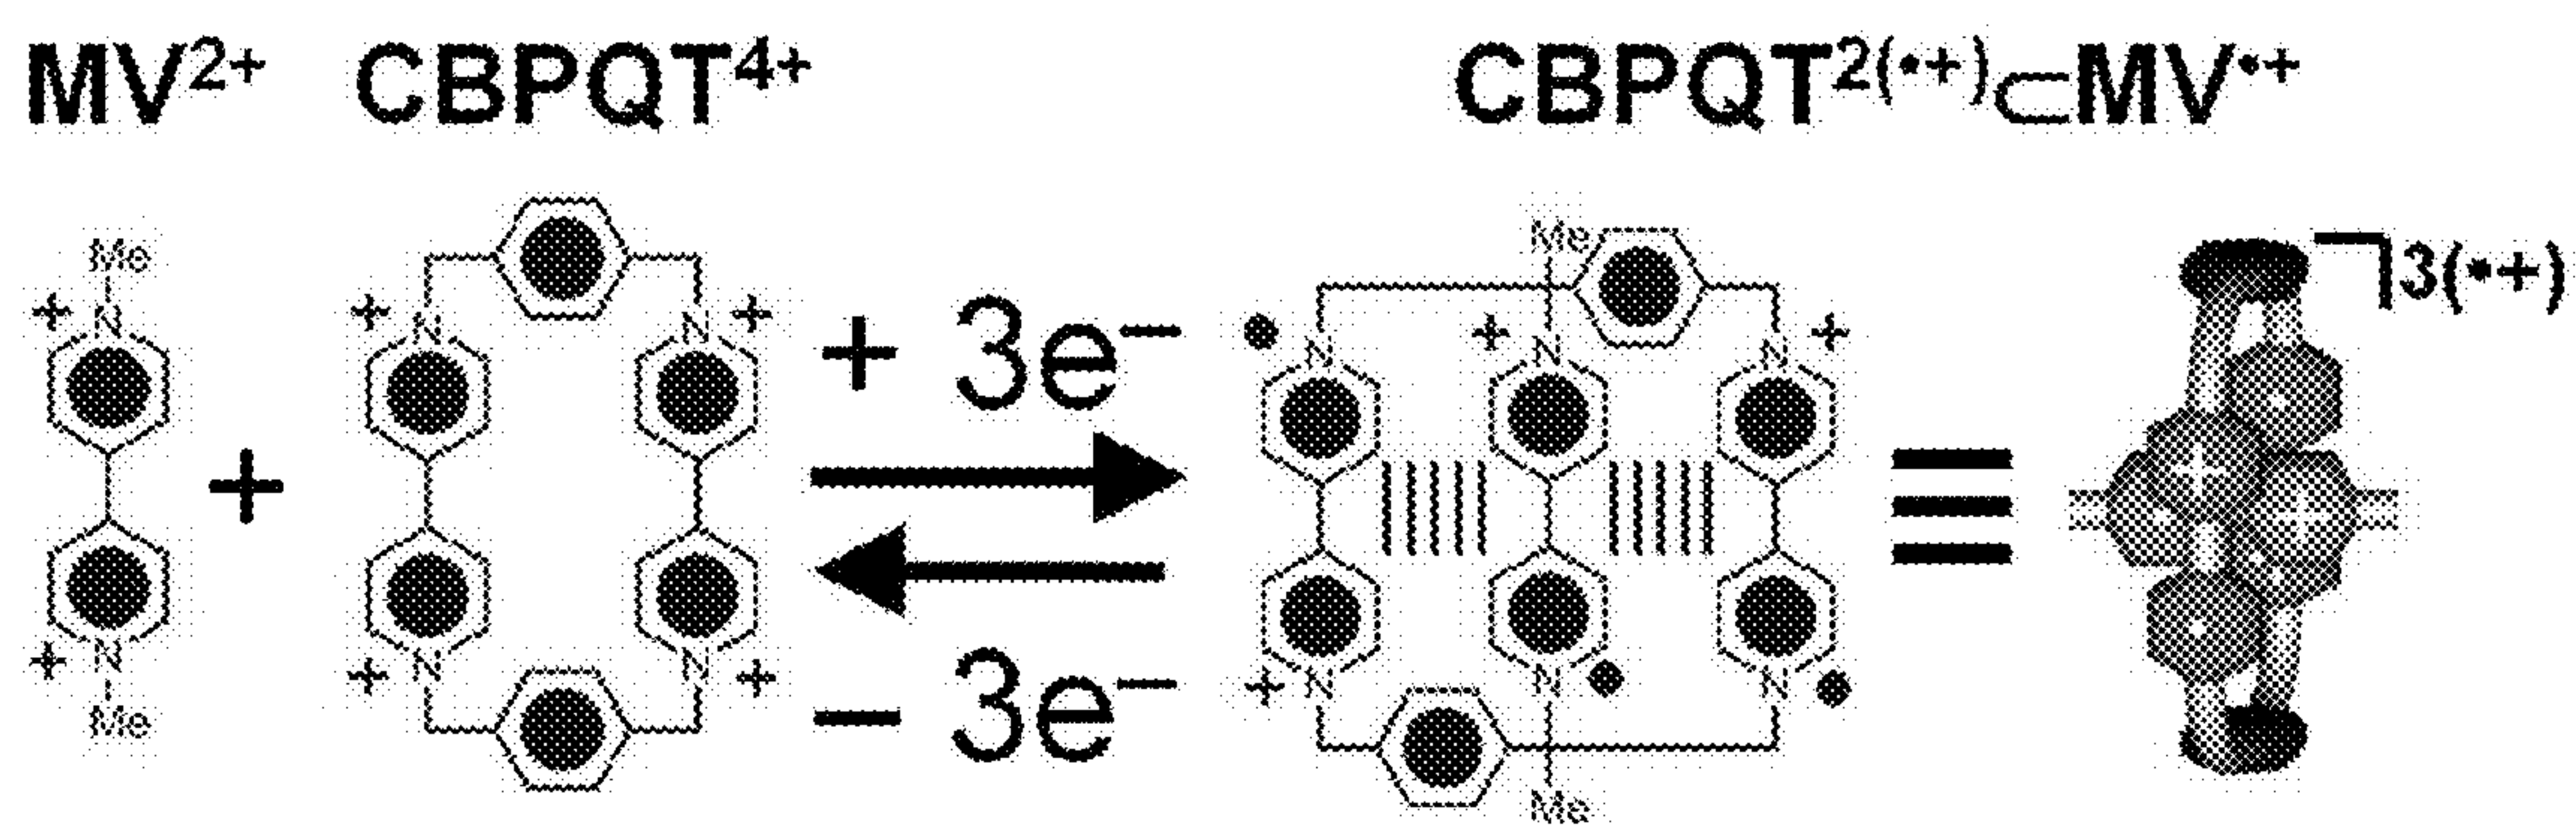 MV²⁺ CBPQT⁴⁺ CBPQT²⁽•⁺⁾⊂MV•⁺
Me Me
+ N + N N + • N + N N +
+ + 3e⁻ ≡ ]3(•+)
− 3e⁻
+ N + N N + + N N • N •
Me Me